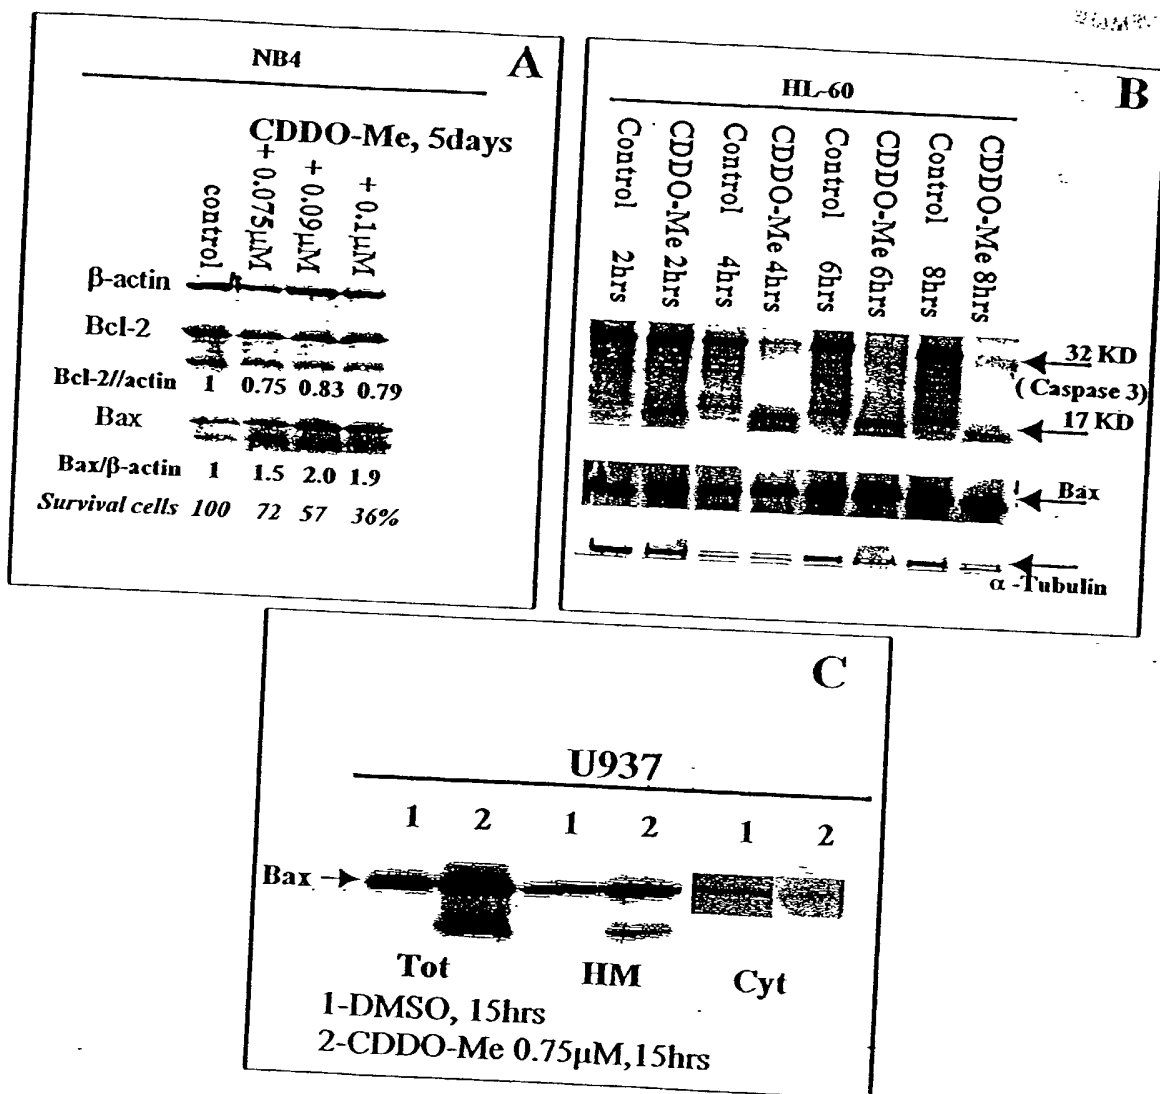 A
NB4
CDDO-Me, 5days
control
+ 0.075μM
+ 0.09μM
+ 0.1μM
β-actin
Bcl-2
Bcl-2//actin 1 0.75 0.83 0.79
Bax
Bax/β-actin 1 1.5 2.0 1.9
Survival cells 100 72 57 36%
B
HL-60
Control 2hrs
CDDO-Me 2hrs
Control 4hrs
CDDO-Me 4hrs
Control 6hrs
CDDO-Me 6hrs
Control 8hrs
CDDO-Me 8hrs
32 KD
( Caspase 3)
17 KD
Bax
α -Tubulin
C
U937
1 2 1 2 1 2
Bax
Tot HM Cyt
1-DMSO, 15hrs
2-CDDO-Me 0.75μM,15hrs